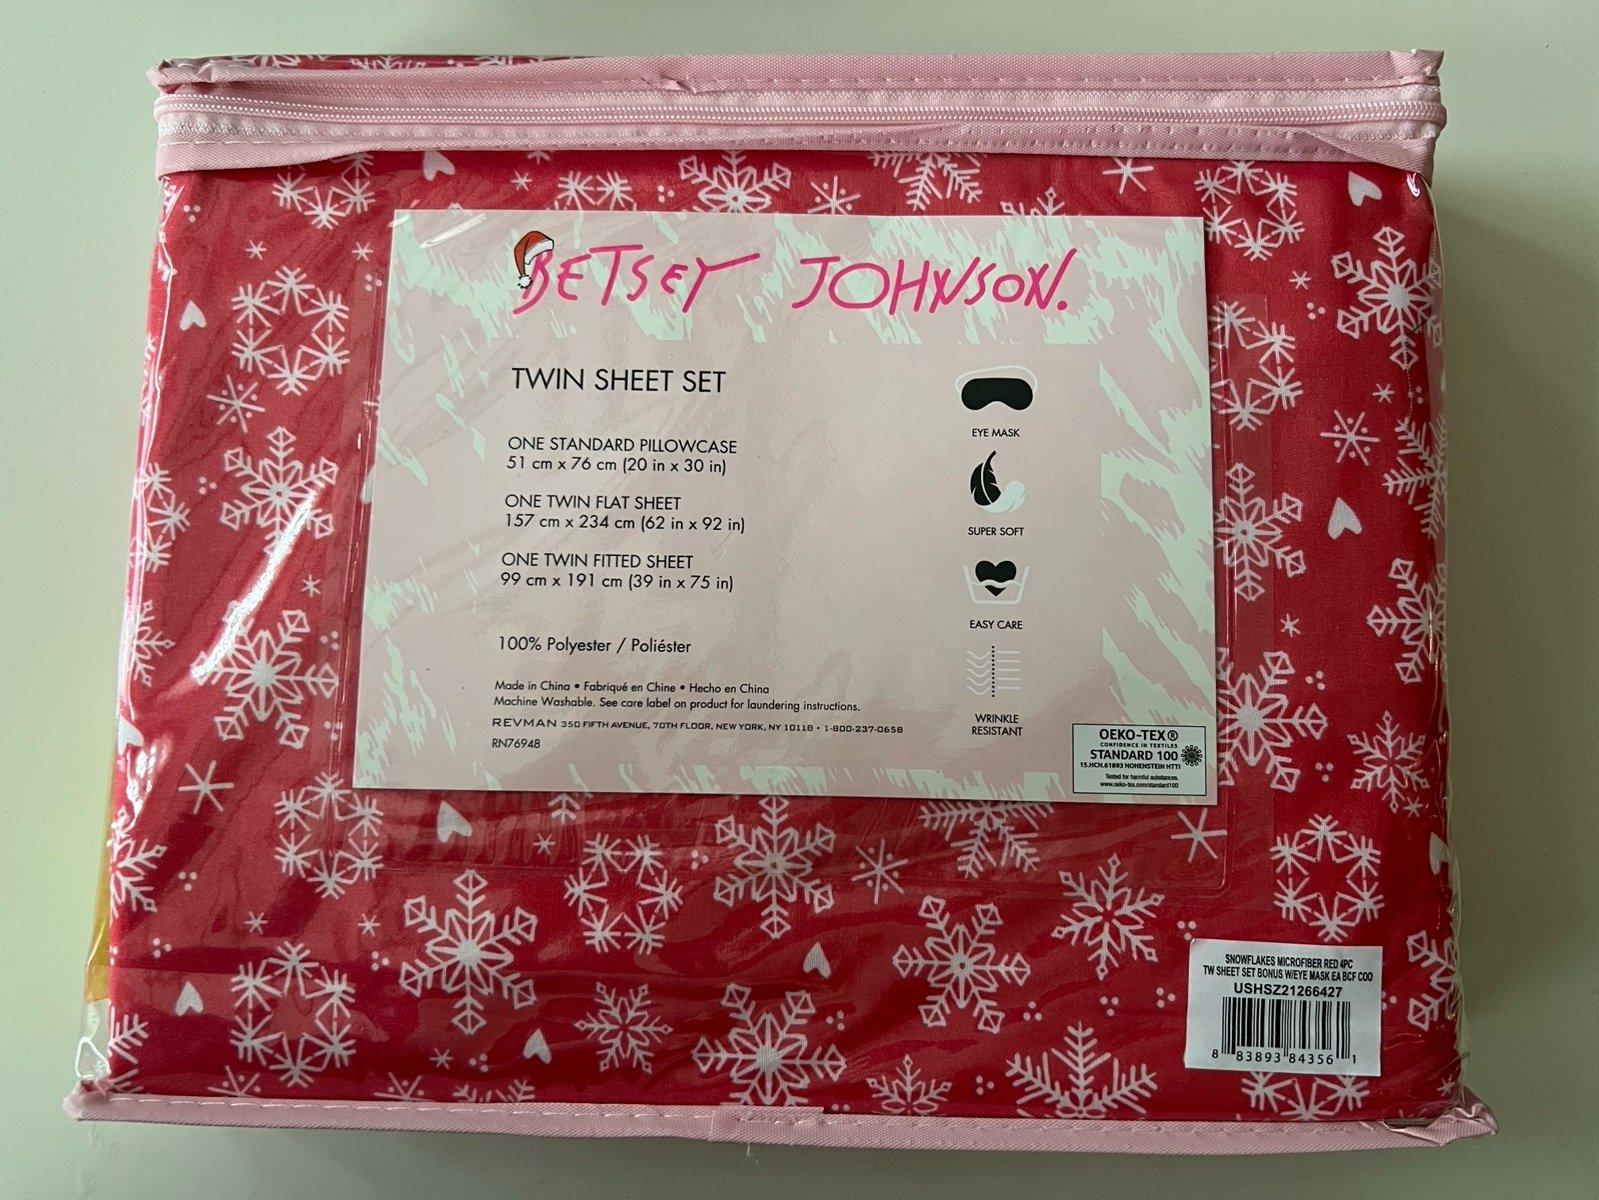 BETSEY JOHNSON.
TWIN SHEET SET
ONE STANDARD PILLOWCASE
51 cm x 76 cm (20 in x 30 in)
ONE TWIN FLAT SHEET
157 cm x 234 cm (62 in x 92 in)
ONE TWIN FITTED SHEET
99 cm x 191 cm (39 in x 75 in)
100% Polyester / Poliéster
Made in China • Fabriqué en Chine • Hecho en China
Machine Washable. See care label on product for laundering instructions.
REVMAN 350 FIFTH AVENUE, 70TH FLOOR, NEW YORK, NY 10118 • 1-800-237-0658
RN76948
EYE MASK
SUPER SOFT
EASY CARE
WRINKLE
RESISTANT
OEKO-TEX®
CONFIDENCE IN TEXTILES
STANDARD 100
15.HCN.61893 HOHENSTEIN HTTI
Tested for harmful substances.
www.oeko-tex.com/standard100
SNOWFLAKES MICROFIBER RED 4PC
TW SHEET SET BONUS W/EYE MASK EA BCF COO
USHSZ21266427
8 83893 84356 1